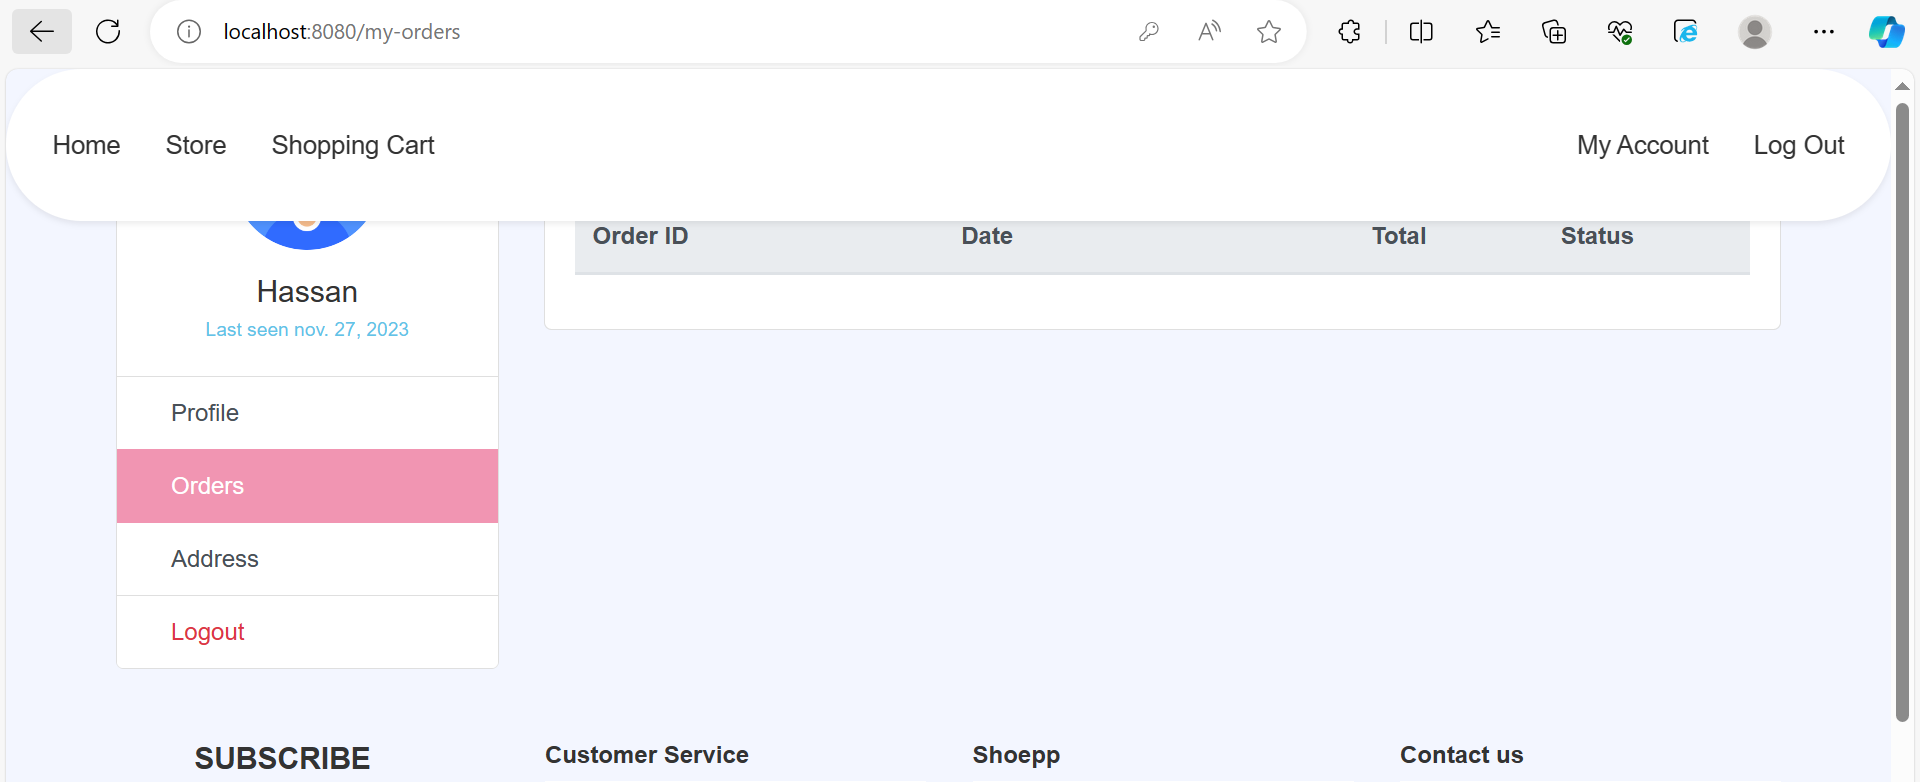 localhost:8080/my-orders
Home Store Shopping Cart My Account Log Out
Order ID Date Total Status
Hassan
Last seen nov. 27, 2023
Profile
Orders
Address
Logout
SUBSCRIBE
Customer Service
Shoepp
Contact us